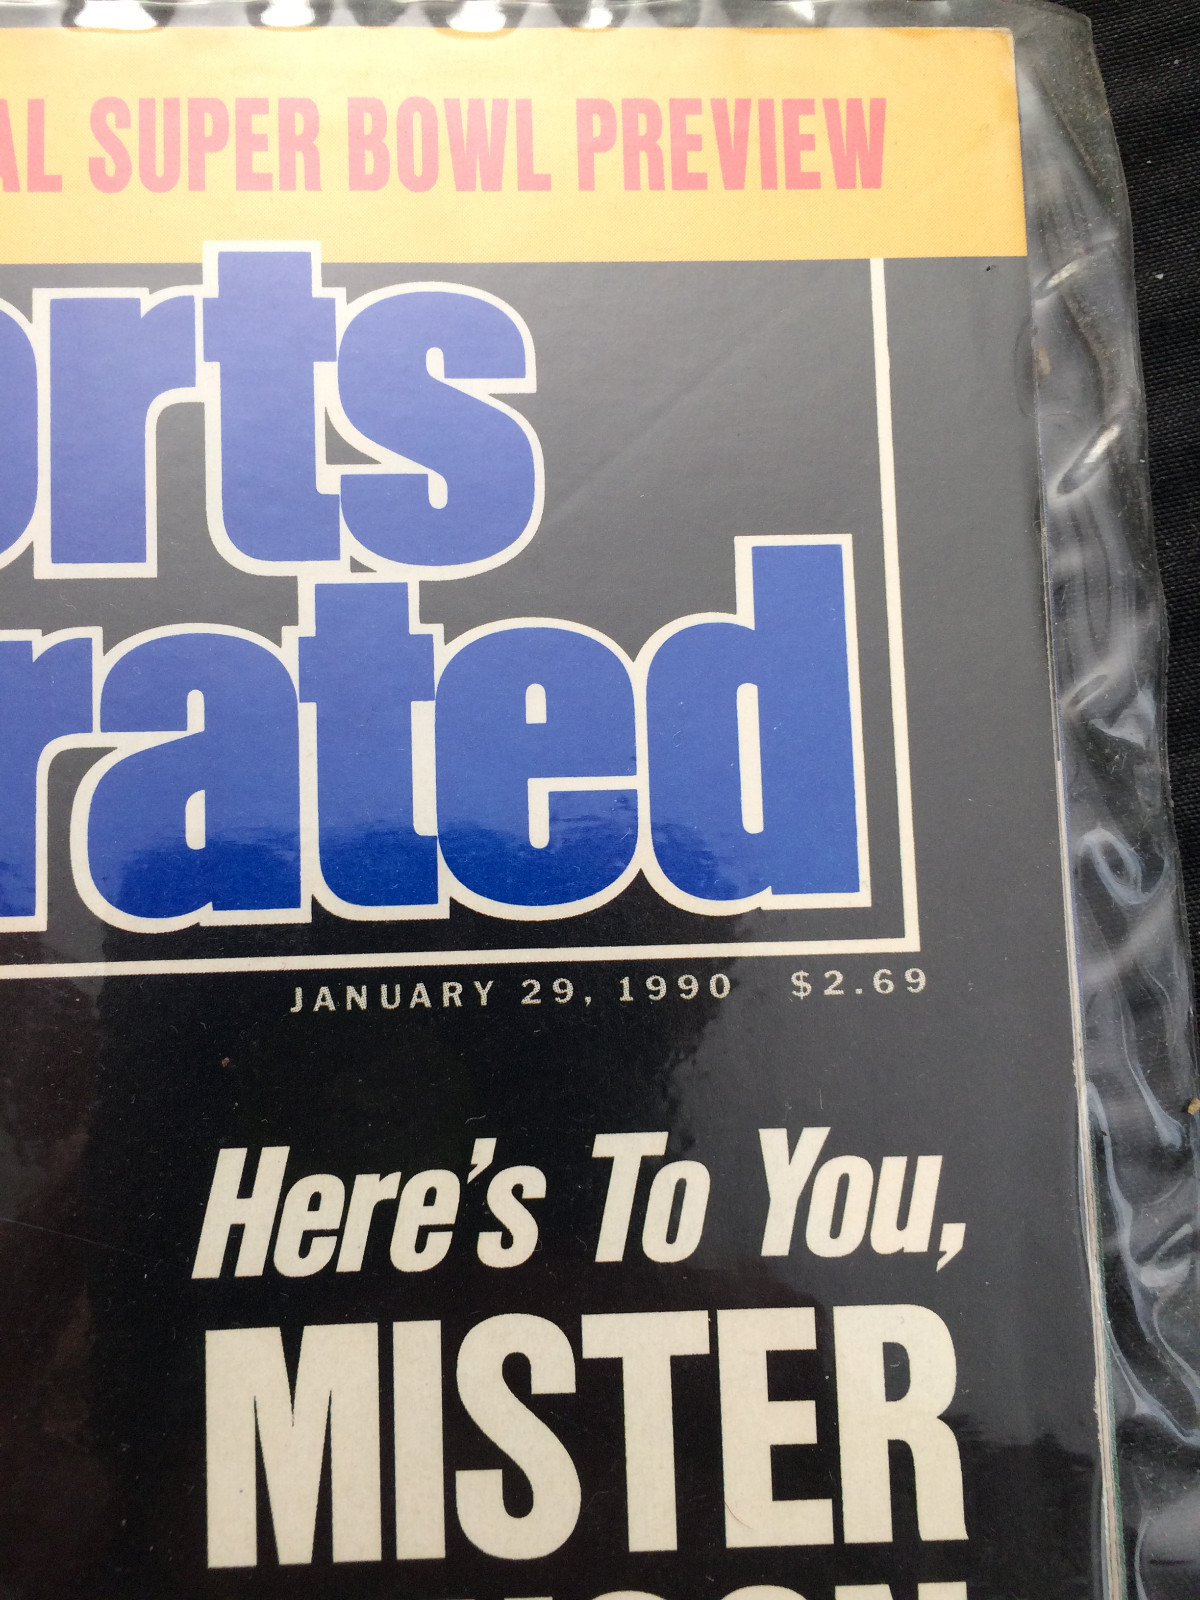 AL SUPER BOWL PREVIEW
orts
rated
JANUARY 29, 1990 $2.69
Here's To You,
MISTER